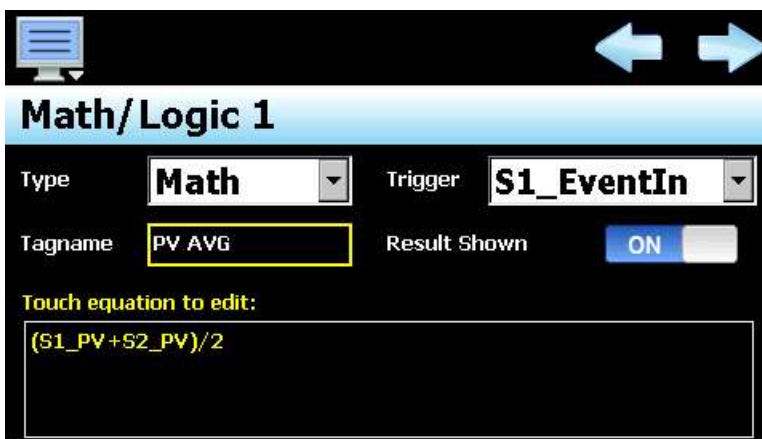 Math/Logic 1
Type Math Trigger S1_EventIn
Tagname PV AVG Result Shown ON
Touch equation to edit:
(S1_PV+S2_PV)/2